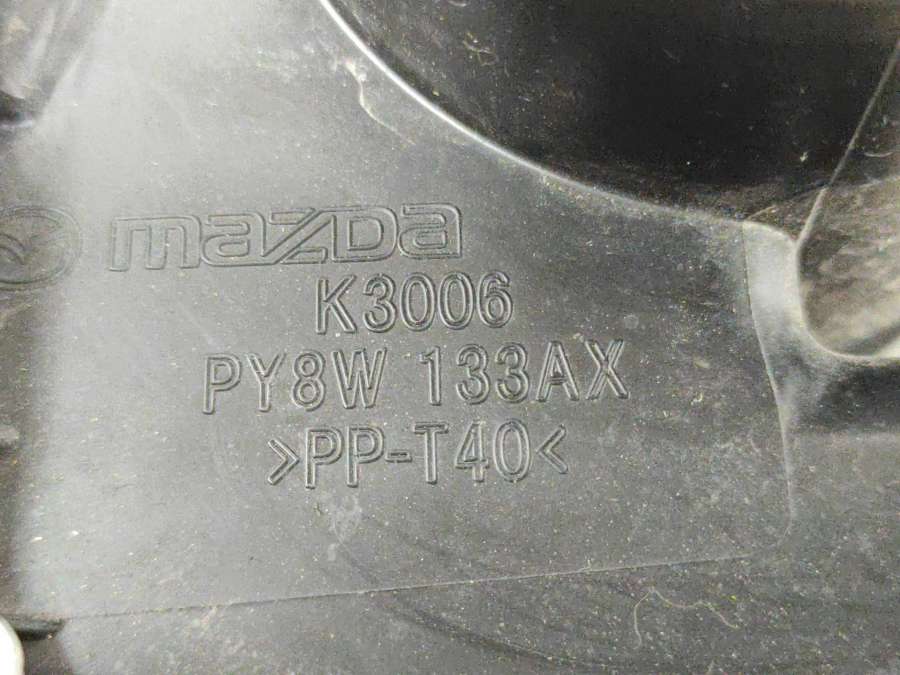 mazda
K3006
PY8W 133AX
>PP-T40<